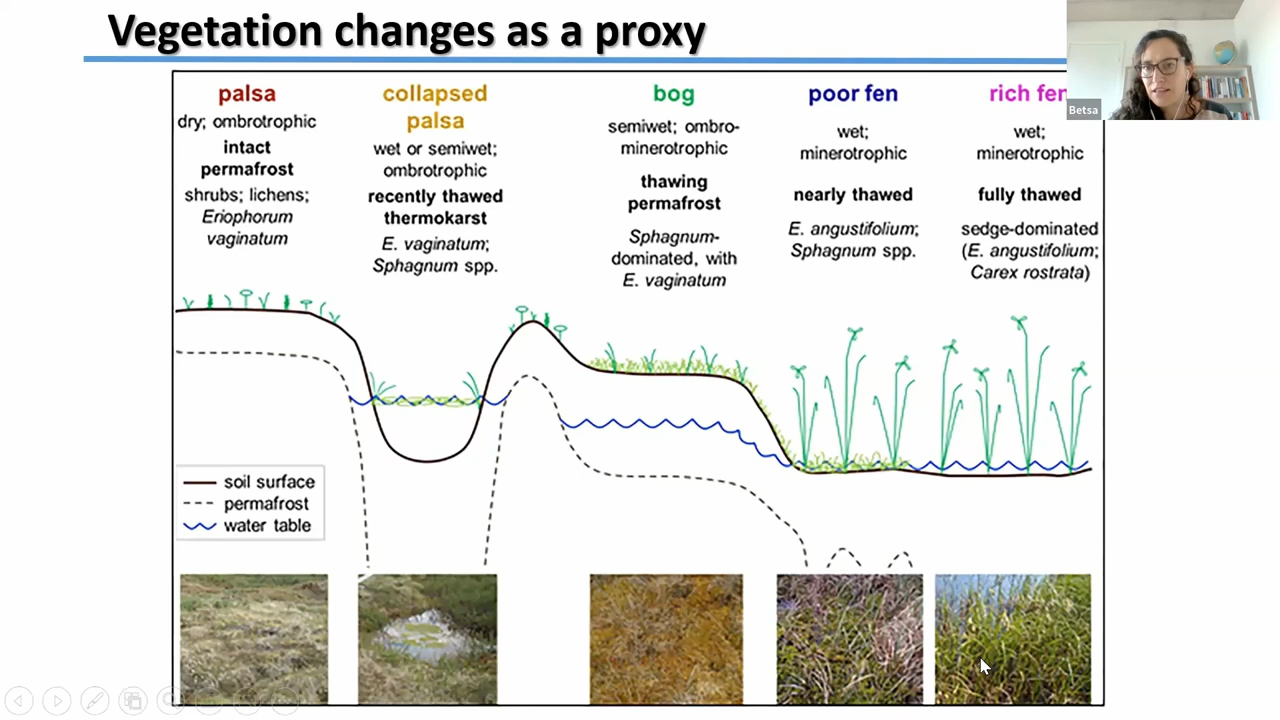 Vegetation changes as a proxy
Betsa
palsa
dry; ombrotrophic
intact
permafrost
shrubs; lichens;
Eriophorum
vaginatum
collapsed
palsa
wet or semiwet;
ombrotrophic
recently thawed
thermokarst
E. vaginatum;
Sphagnum spp.
bog
semiwet; ombro-
minerotrophic
thawing
permafrost
Sphagnum-
dominated, with
E. vaginatum
poor fen
wet;
minerotrophic
nearly thawed
E. angustifolium;
Sphagnum spp.
rich fen
wet;
minerotrophic
fully thawed
sedge-dominated
(E. angustifolium;
Carex rostrata)
soil surface
permafrost
water table